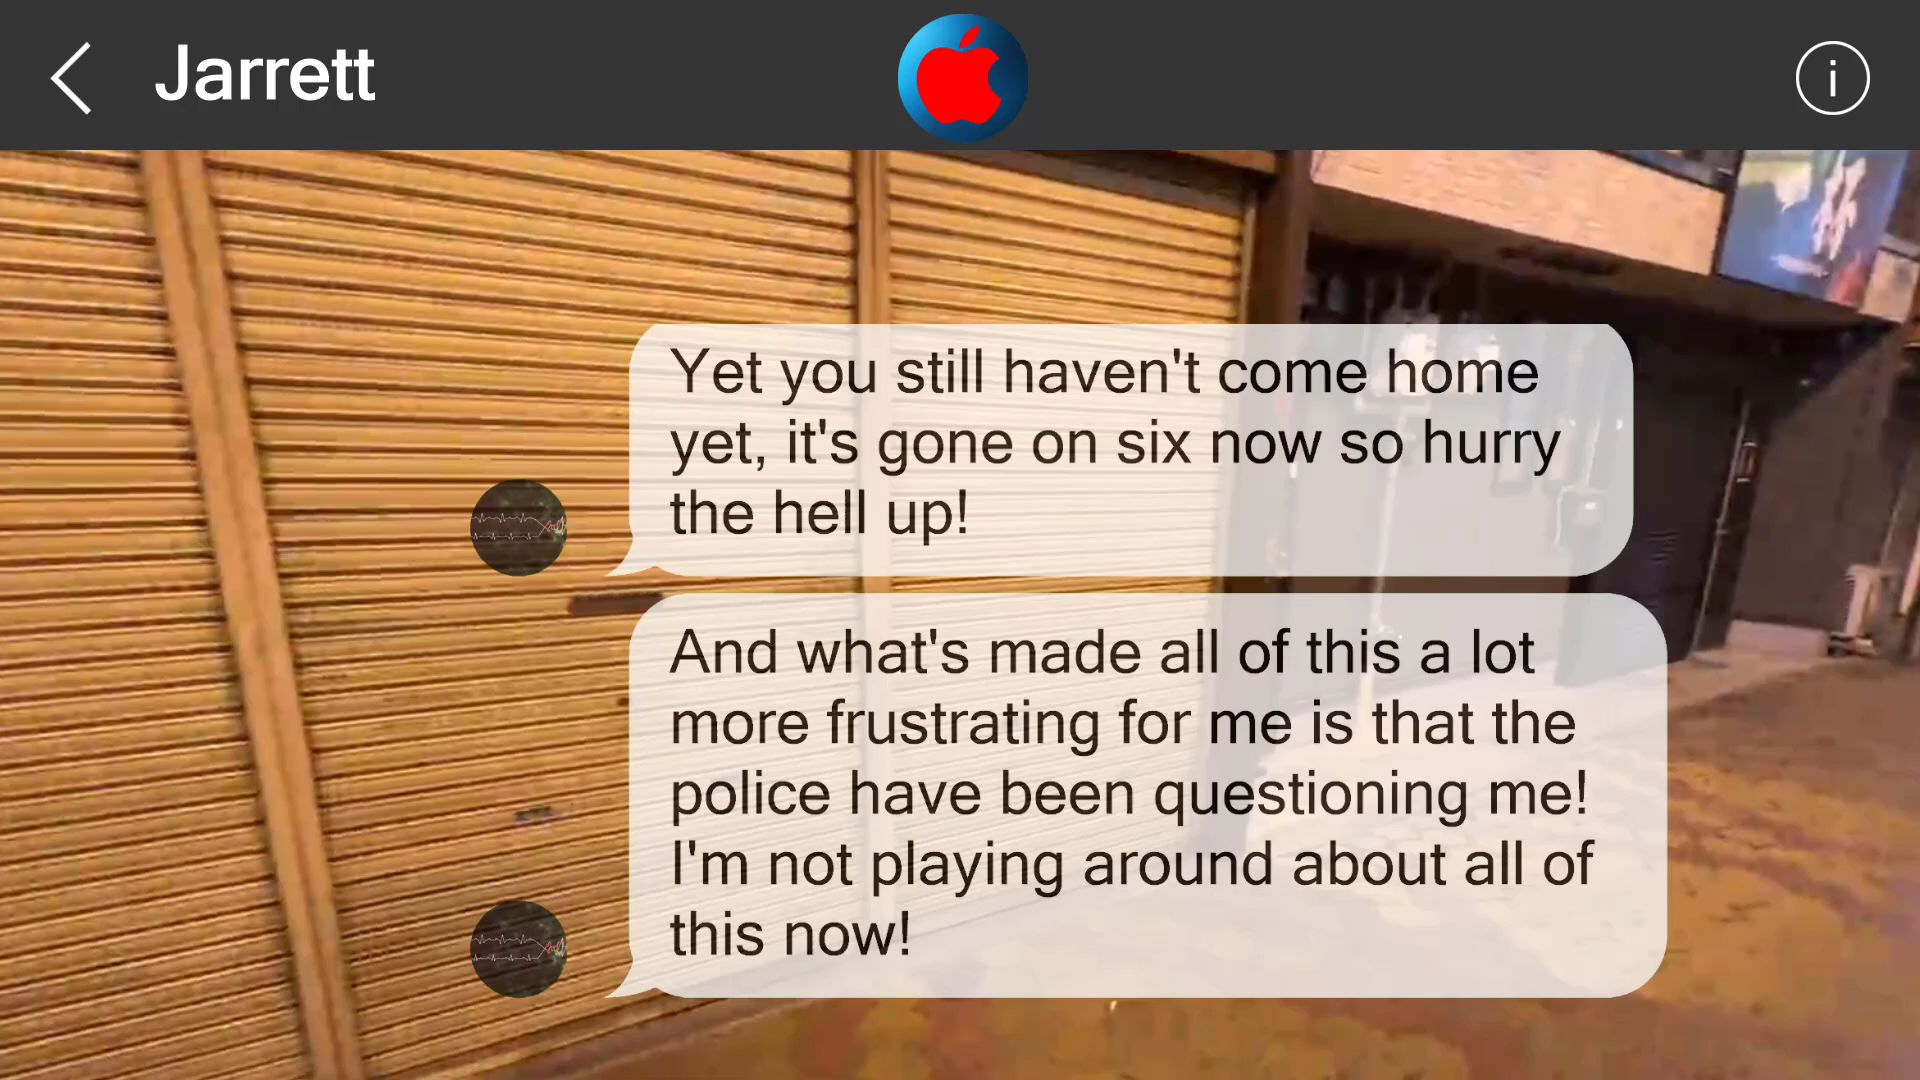 Jarrett
Yet you still haven't come home
yet, it's gone on six now so hurry
the hell up!
And what's made all of this a lot
more frustrating for me is that the
police have been questioning me!
I'm not playing around about all of
this now!